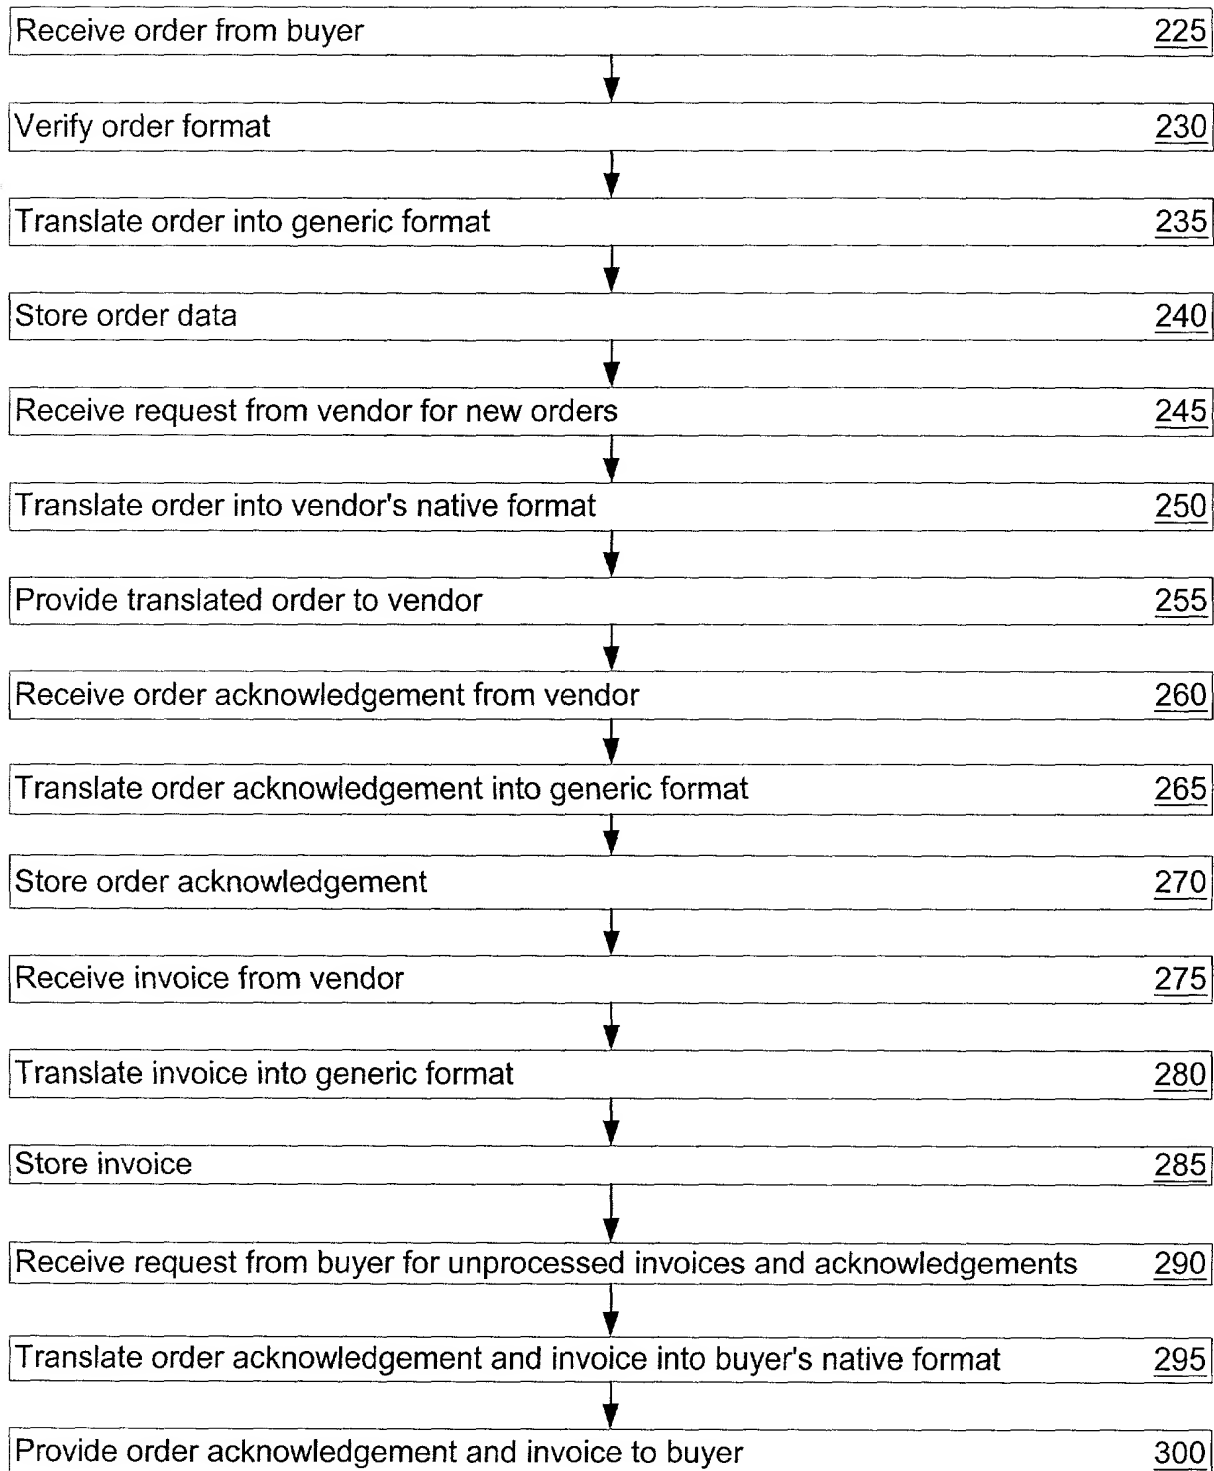 Receive order from buyer 225
Verify order format 230
Translate order into generic format 235
Store order data 240
Receive request from vendor for new orders 245
Translate order into vendor's native format 250
Provide translated order to vendor 255
Receive order acknowledgement from vendor 260
Translate order acknowledgement into generic format 265
Store order acknowledgement 270
Receive invoice from vendor 275
Translate invoice into generic format 280
Store invoice 285
Receive request from buyer for unprocessed invoices and acknowledgements 290
Translate order acknowledgement and invoice into buyer's native format 295
Provide order acknowledgement and invoice to buyer 300